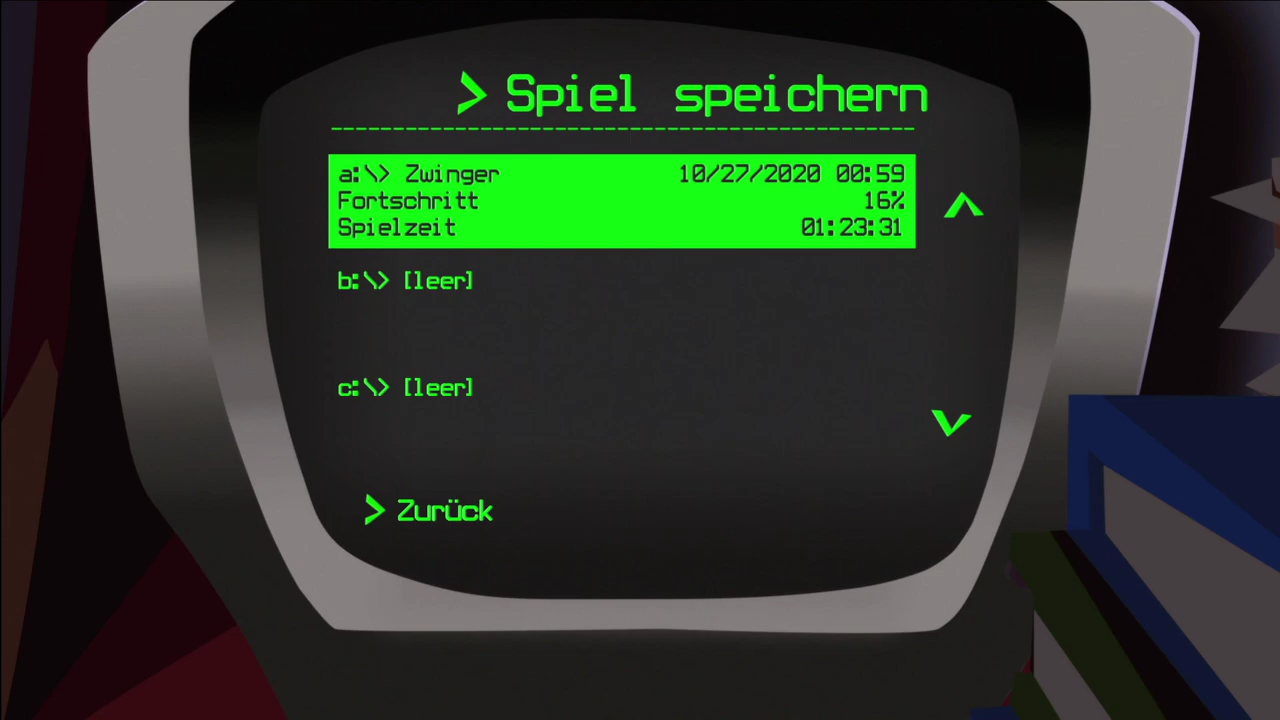 > Spiel speichern
a:\> Zwinger 10/27/2020 00:59
Fortschritt 16%
Spielzeit 01:23:31
b:\> [leer]
c:\> [leer]
> Zurück